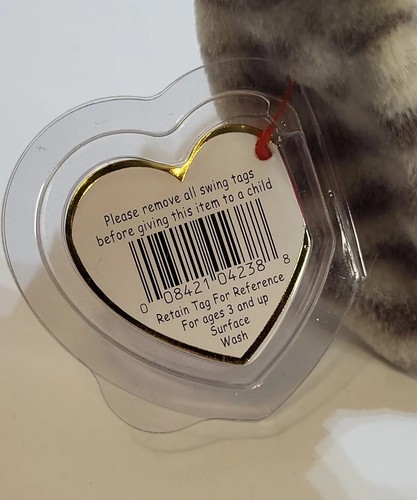 Please remove all swing tags
before giving this item to a child
0 08421 04238 8
Retain Tag For Reference
For ages 3 and up
Surface
Wash